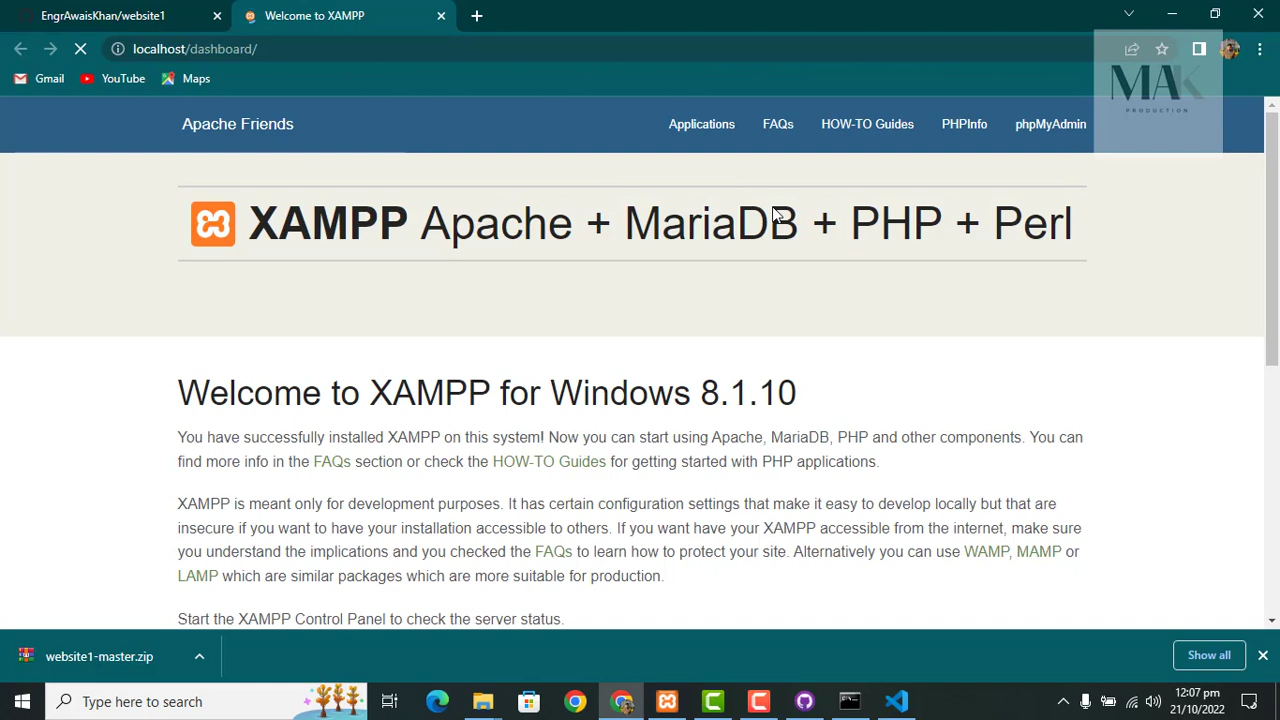 EngrAwaisKhan/website1
Welcome to XAMPP
localhost/dashboard/
Gmail
YouTube
Maps
MAK
PRODUCTION
Apache Friends
Applications
FAQs
HOW-TO Guides
PHPInfo
phpMyAdmin
XAMPP Apache + MariaDB + PHP + Perl
Welcome to XAMPP for Windows 8.1.10
You have successfully installed XAMPP on this system! Now you can start using Apache, MariaDB, PHP and other components. You can
find more info in the FAQs section or check the HOW-TO Guides for getting started with PHP applications.
XAMPP is meant only for development purposes. It has certain configuration settings that make it easy to develop locally but that are
insecure if you want to have your installation accessible to others. If you want have your XAMPP accessible from the internet, make sure
you understand the implications and you checked the FAQs to learn how to protect your site. Alternatively you can use WAMP, MAMP or
LAMP which are similar packages which are more suitable for production.
Start the XAMPP Control Panel to check the server status.
website1-master.zip
Show all
Type here to search
12:07 pm
21/10/2022